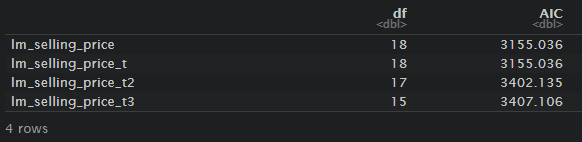 df AIC
<dbl> <dbl>
lm_selling_price 18 3155.036
lm_selling_price_t 18 3155.036
lm_selling_price_t2 17 3402.135
lm_selling_price_t3 15 3407.106
4 rows